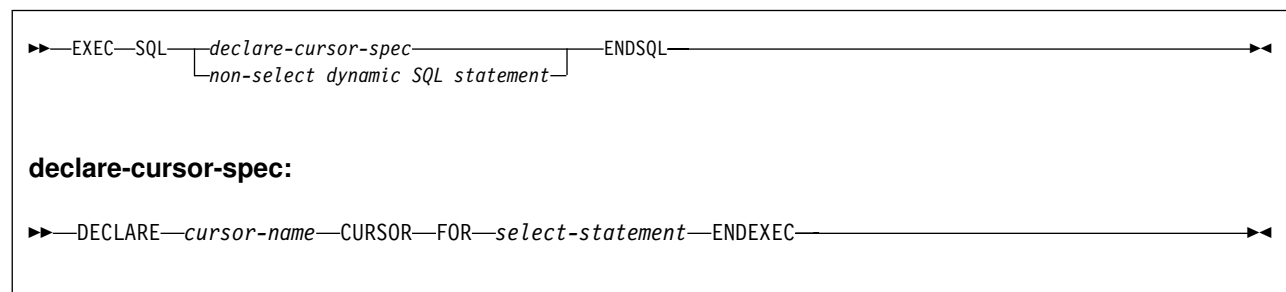 EXEC SQL declare-cursor-spec ENDSQL
non-select dynamic SQL statement
declare-cursor-spec:
DECLARE cursor-name CURSOR FOR select-statement ENDEXEC